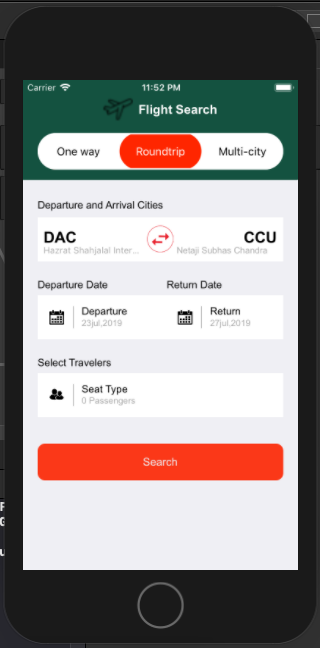 Carrier 11:52 PM
Flight Search
One way Roundtrip Multi-city
Departure and Arrival Cities
DAC CCU
Hazrat Shahjalal Inter... Netaji Subhas Chandra
Departure Date Return Date
Departure Return
23jul,2019 27jul,2019
Select Travelers
Seat Type
0 Passengers
Search